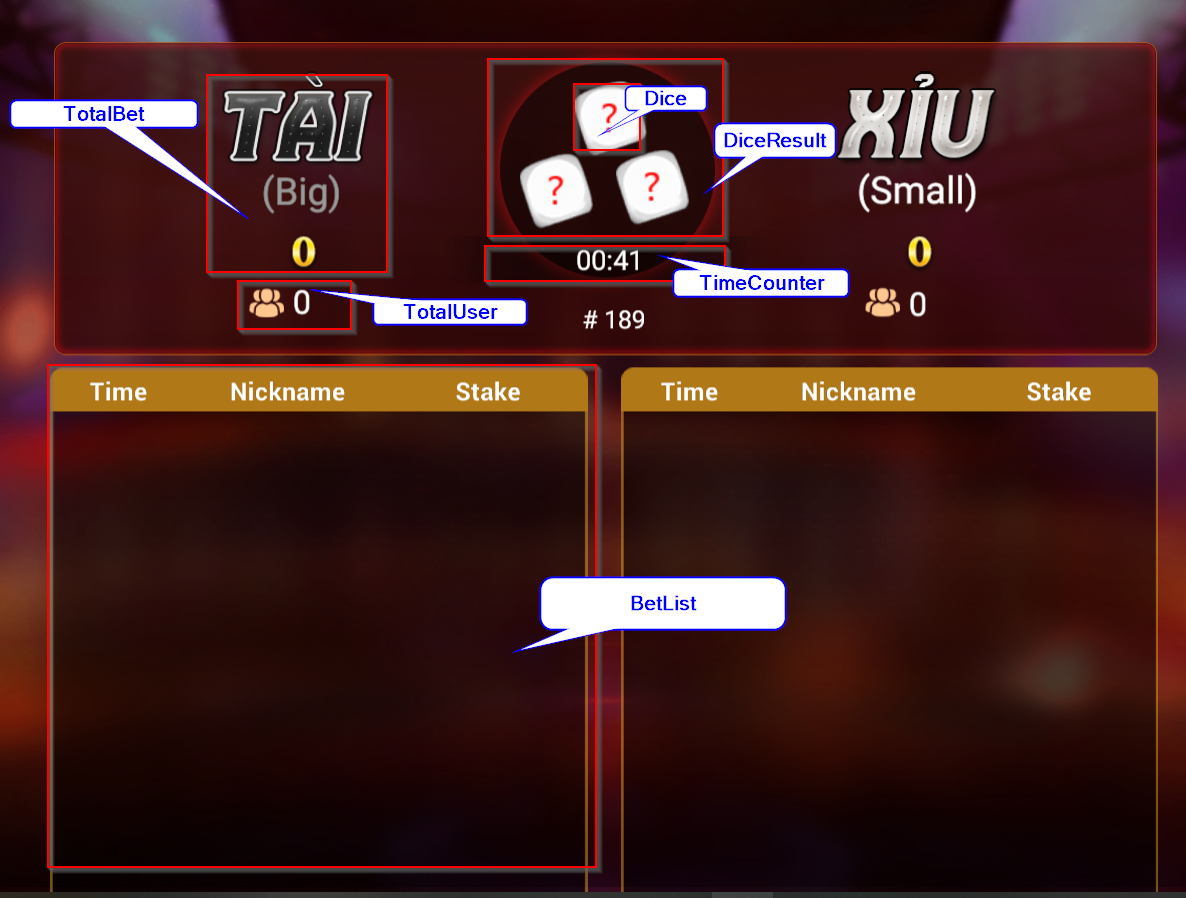 TotalBet
TÀI
(Big)
0
0
TotalUser
?
Dice
?
?
DiceResult
00:41
TimeCounter
# 189
XỈU
(Small)
0
0
Time Nickname Stake
Time Nickname Stake
BetList